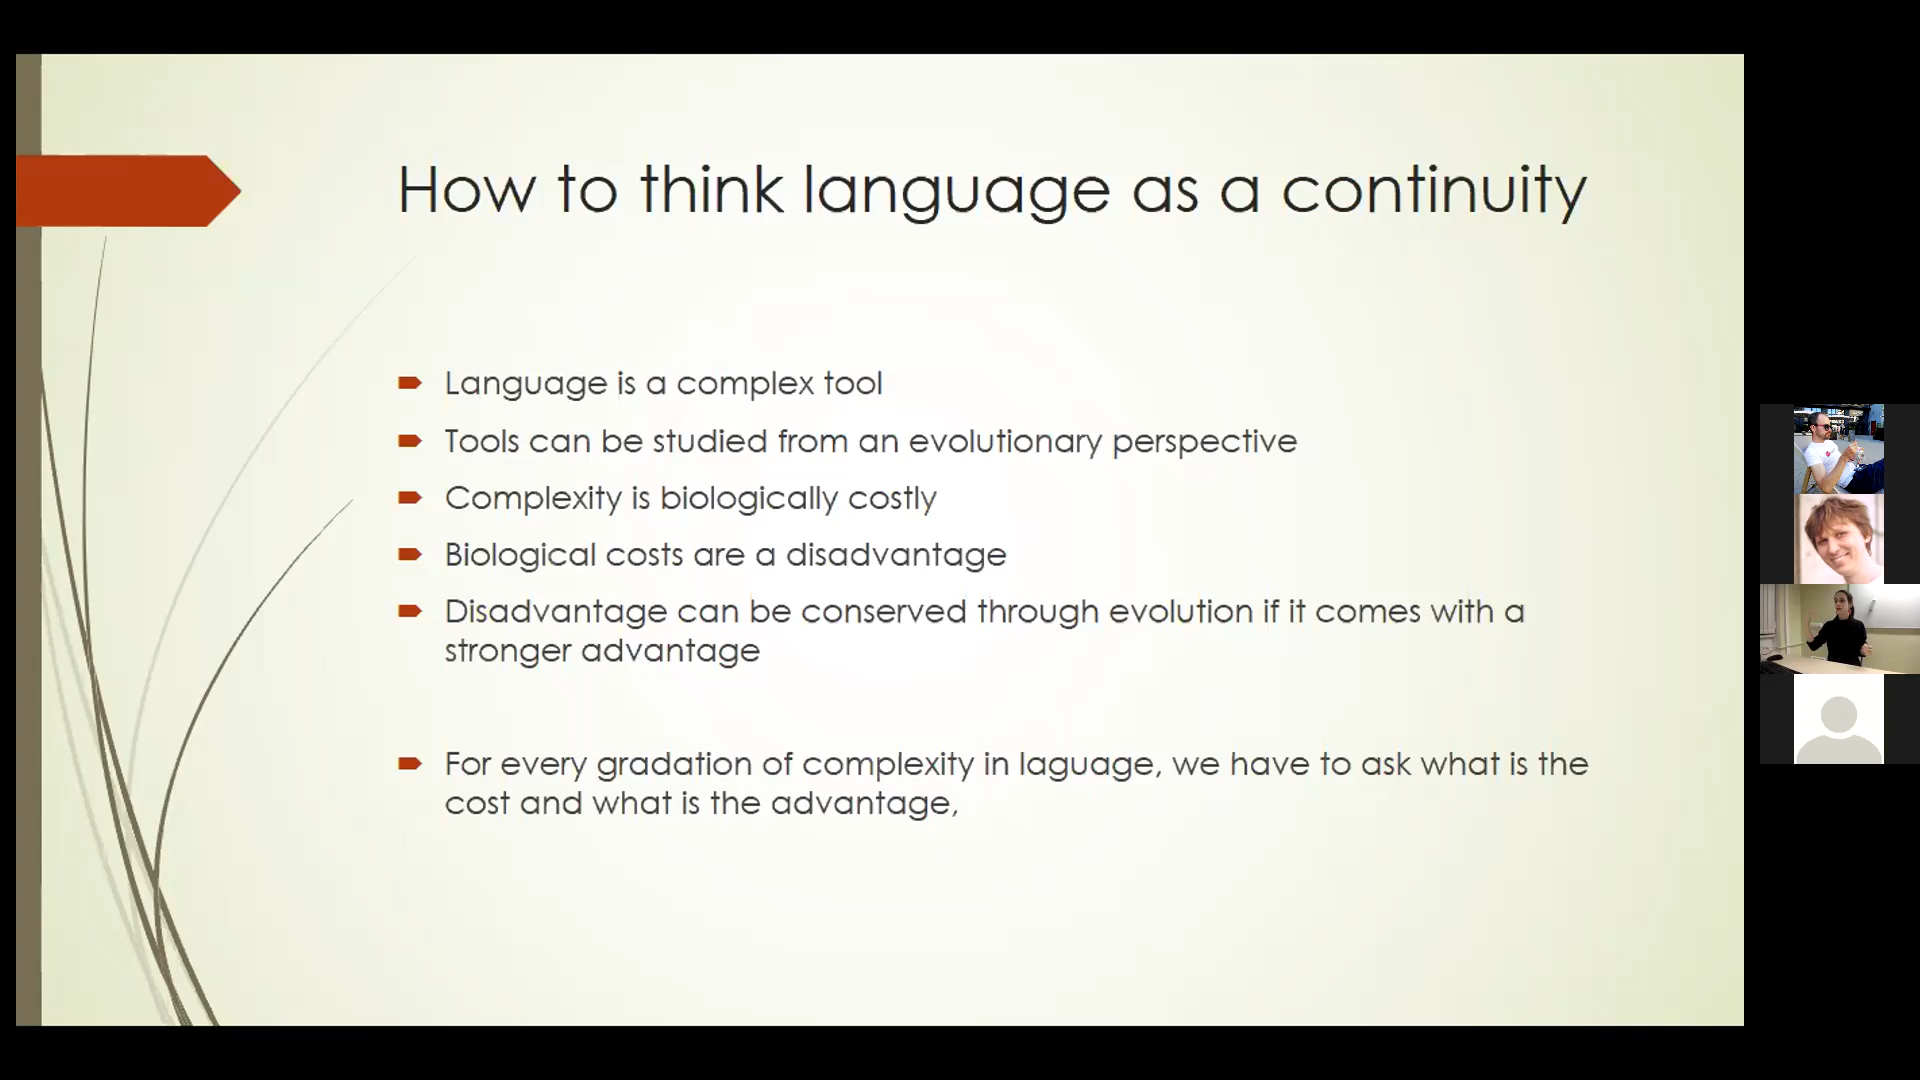 How to think language as a continuity
Language is a complex tool
Tools can be studied from an evolutionary perspective
Complexity is biologically costly
Biological costs are a disadvantage
Disadvantage can be conserved through evolution if it comes with a
stronger advantage
For every gradation of complexity in laguage, we have to ask what is the
cost and what is the advantage,